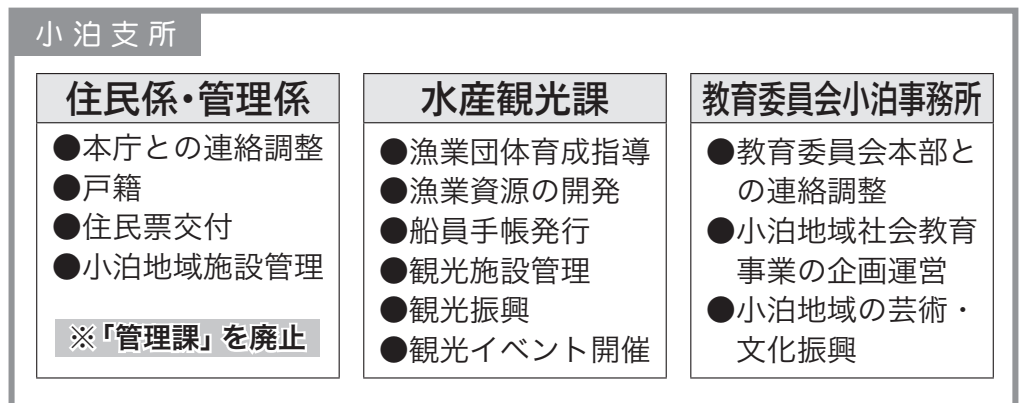 小泊支所
住民係・管理係
●本庁との連絡調整
●戸籍
●住民票交付
●小泊地域施設管理
※「管理課」を廃止
水産観光課
●漁業団体育成指導
●漁業資源の開発
●船員手帳発行
●観光施設管理
●観光振興
●観光イベント開催
教育委員会小泊事務所
●教育委員会本部と
の連絡調整
●小泊地域社会教育
事業の企画運営
●小泊地域の芸術・
文化振興